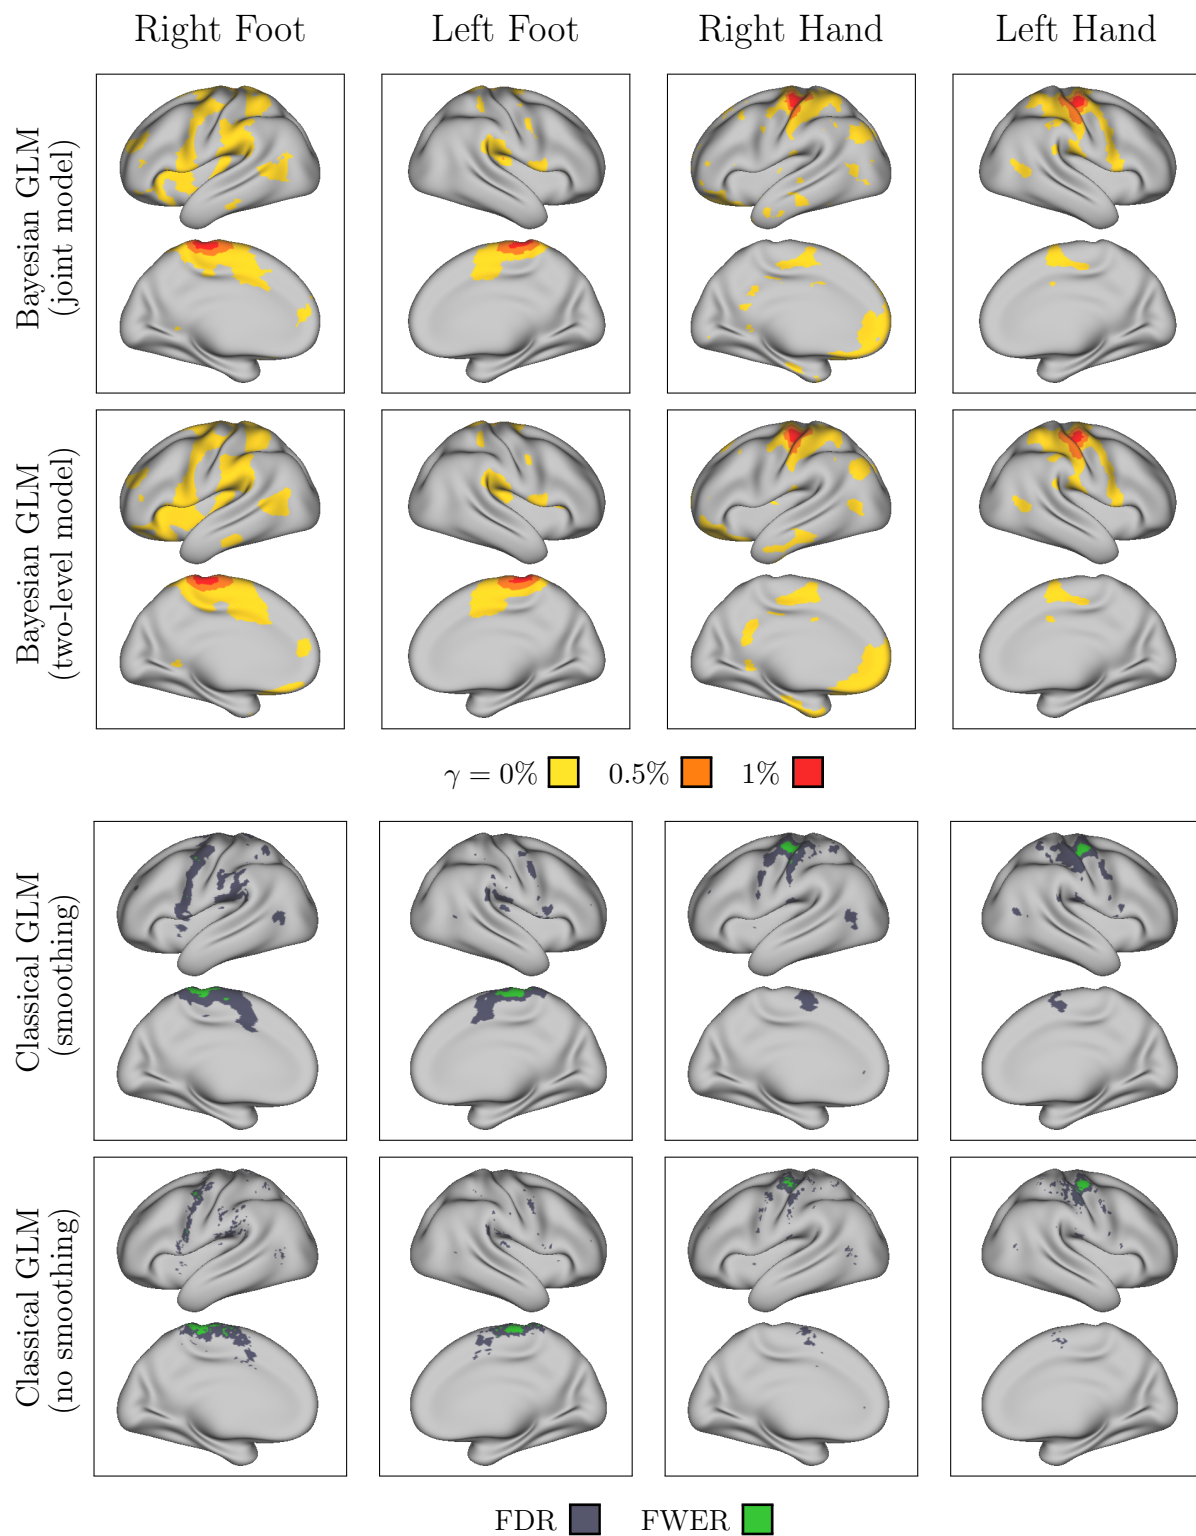 Right Foot
Left Foot
Right Hand
Left Hand
Bayesian GLM
(joint model)
Bayesian GLM
(two-level model)
γ = 0%
0.5%
1%
Classical GLM
(smoothing)
Classical GLM
(no smoothing)
FDR
FWER